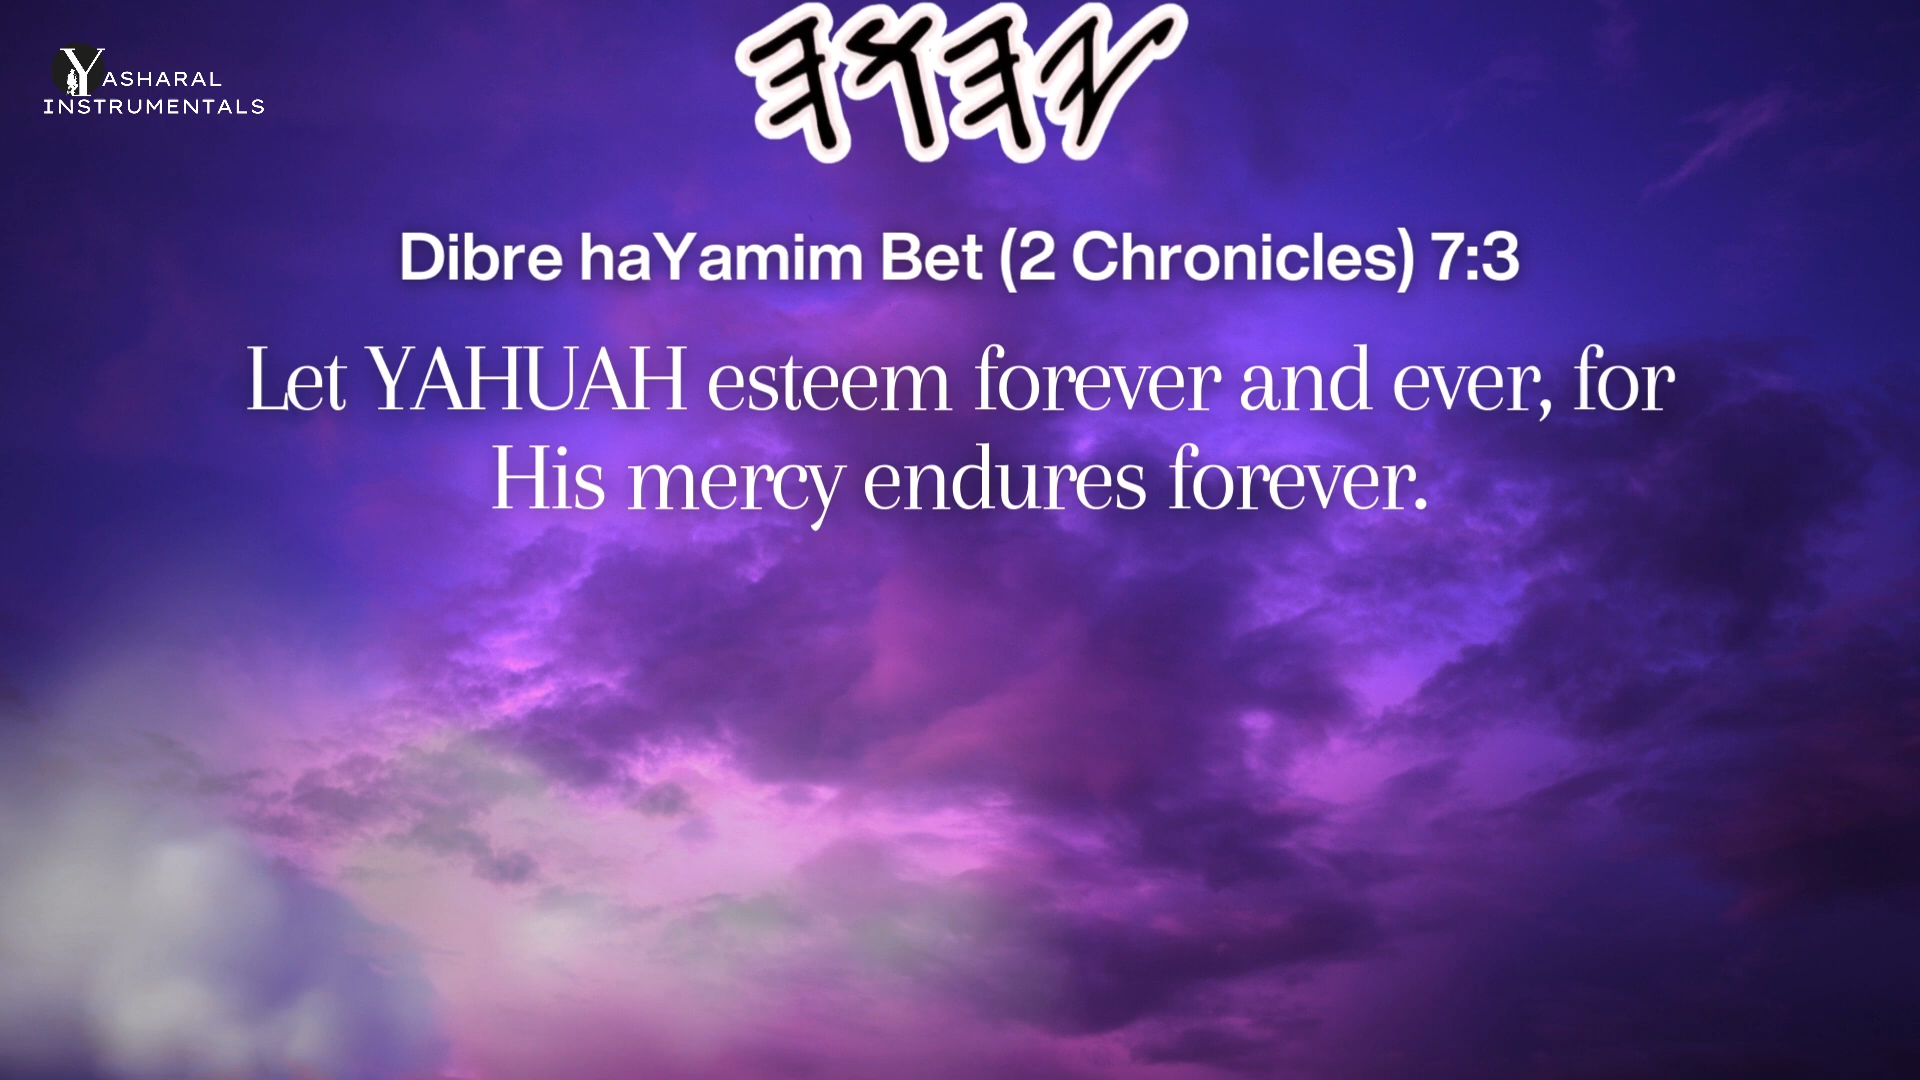 𐤉𐤄𐤅𐤄
YASHARAL
INSTRUMENTALS
Dibre haYamim Bet (2 Chronicles) 7:3
Let YAHUAH esteem forever and ever, for
His mercy endures forever.